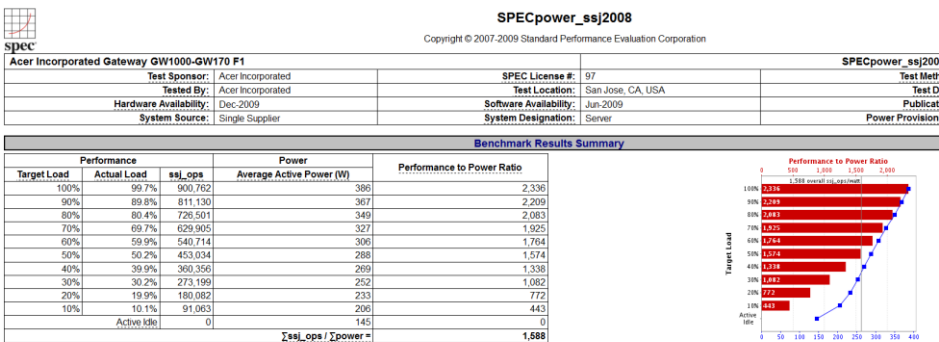 SPECpower_ssj2008
spec
Copyright © 2007-2009 Standard Performance Evaluation Corporation
Acer Incorporated Gateway GW1000-GW170 F1 SPECpower_ssj200
Test Sponsor: Acer Incorporated SPEC License #: 97 Test Meth
Tested By: Acer Incorporated Test Location: San Jose, CA, USA Test D
Hardware Availability: Dec-2009 Software Availability: Jun-2009 Publicat
System Source: Single Supplier System Designation: Server Power Provision
Benchmark Results Summary
Performance Power Performance to Power Ratio
Target Load Actual Load ssj_ops Average Active Power (W)
100% 99.7% 900,762 386 2,336
90% 89.8% 811,130 367 2,209
80% 80.4% 726,501 349 2,083
70% 69.7% 629,905 327 1,925
60% 59.9% 540,714 306 1,764
50% 50.2% 453,034 288 1,574
40% 39.9% 360,356 269 1,338
30% 30.2% 273,199 252 1,082
20% 19.9% 180,082 233 772
10% 10.1% 91,063 206 443
Active Idle 0 145 0
∑ssj_ops / ∑power = 1,588
Performance to Power Ratio
0 500 1,000 1,500 2,000
1,588 overall ssj_ops/watt
Target Load
100% 2,336
90% 2,209
80% 2,083
70% 1,925
60% 1,764
50% 1,574
40% 1,338
30% 1,082
20% 772
10% 443
Active
Idle
0 50 100 150 200 250 300 350 400